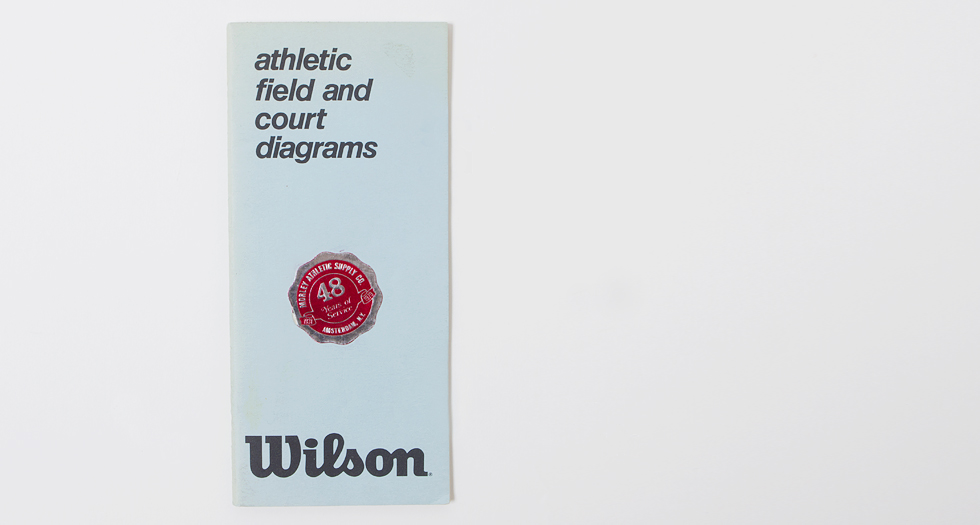 athletic
field and
court
diagrams
MORLEY ATHLETIC SUPPLY CO.
48
Years of
Service
AMSTERDAM, N.Y.
Wilson®